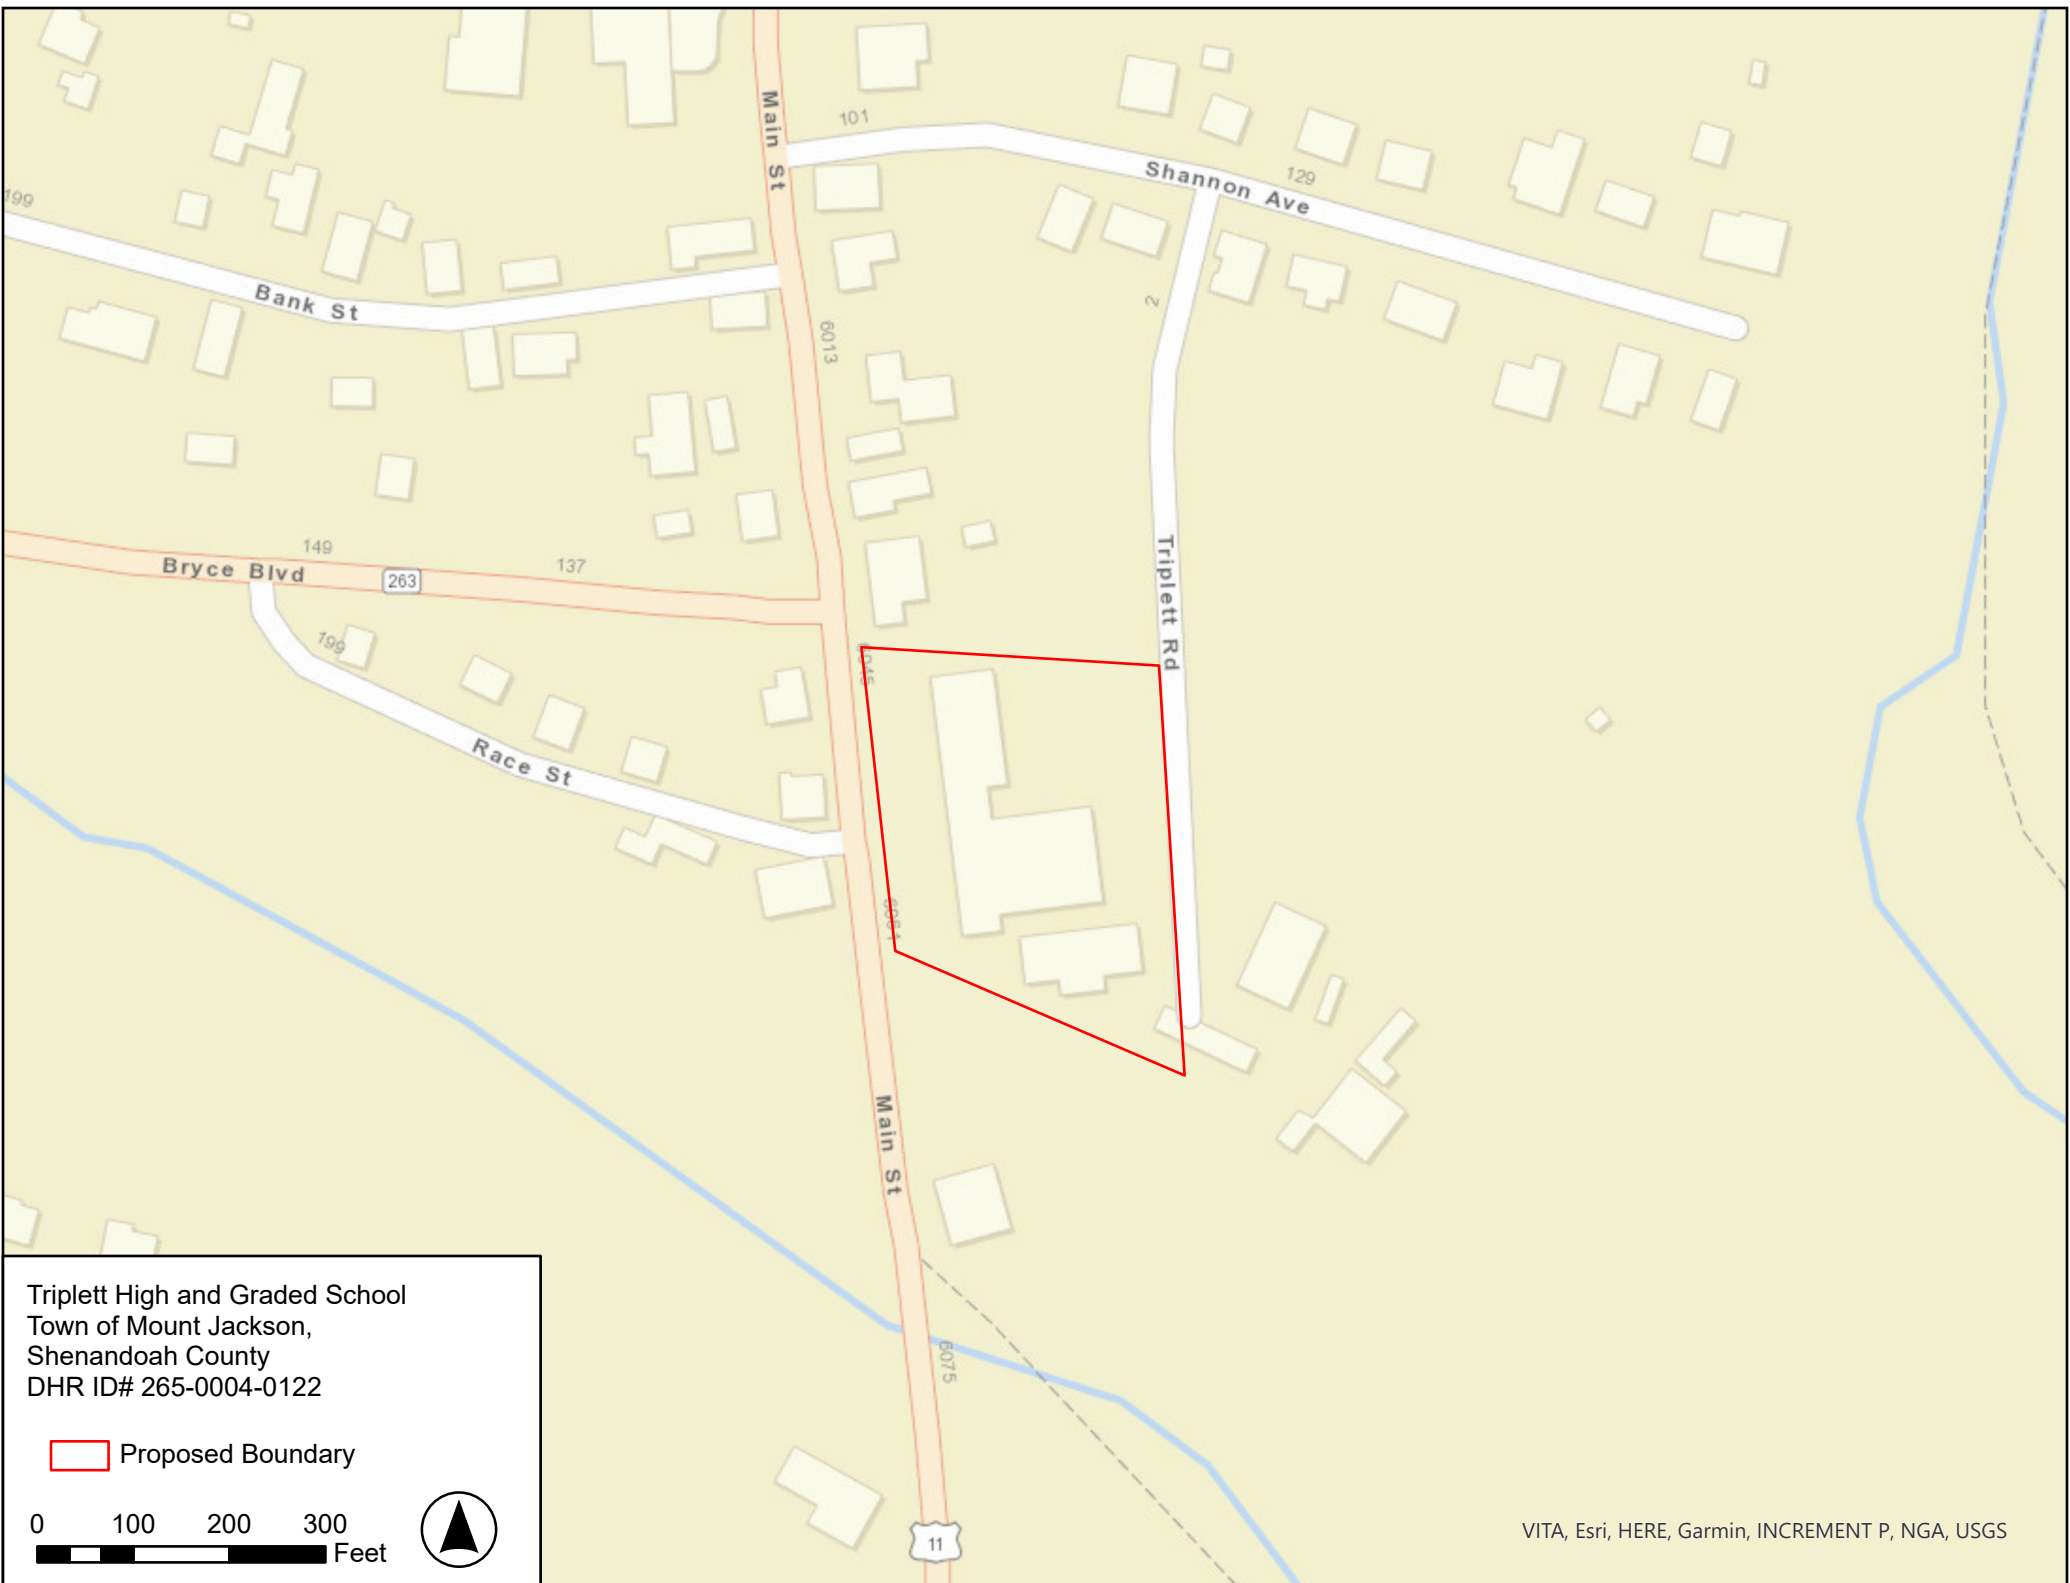 Main St
101
Shannon Ave
129
199
Bank St
2
6013
149
137
Bryce Blvd
263
Triplett Rd
199
6045
Race St
6061
Main St
6075
11
Triplett High and Graded School
Town of Mount Jackson,
Shenandoah County
DHR ID# 265-0004-0122
Proposed Boundary
0 100 200 300
Feet
VITA, Esri, HERE, Garmin, INCREMENT P, NGA, USGS